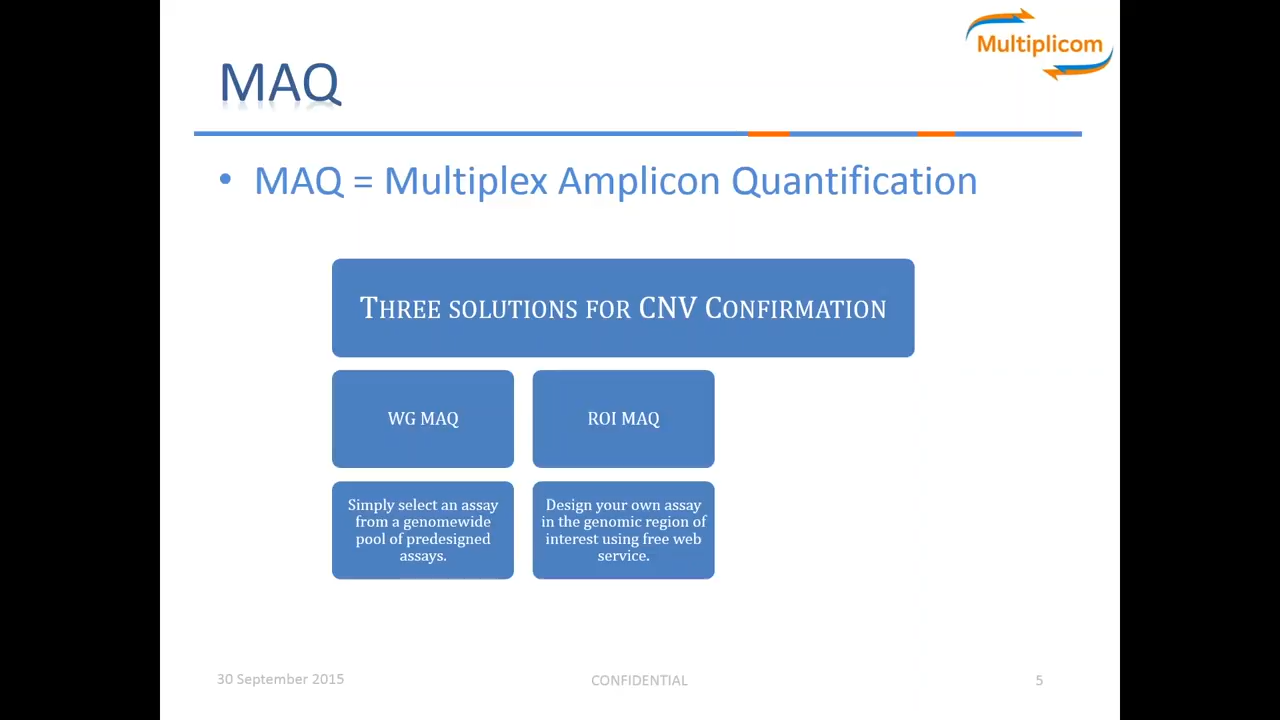 Multiplicom
MAQ
• MAQ = Multiplex Amplicon Quantification
THREE SOLUTIONS FOR CNV CONFIRMATION
WG MAQ
ROI MAQ
Simply select an assay
from a genomewide
pool of predesigned
assays.
Design your own assay
in the genomic region of
interest using free web
service.
30 September 2015
CONFIDENTIAL
5